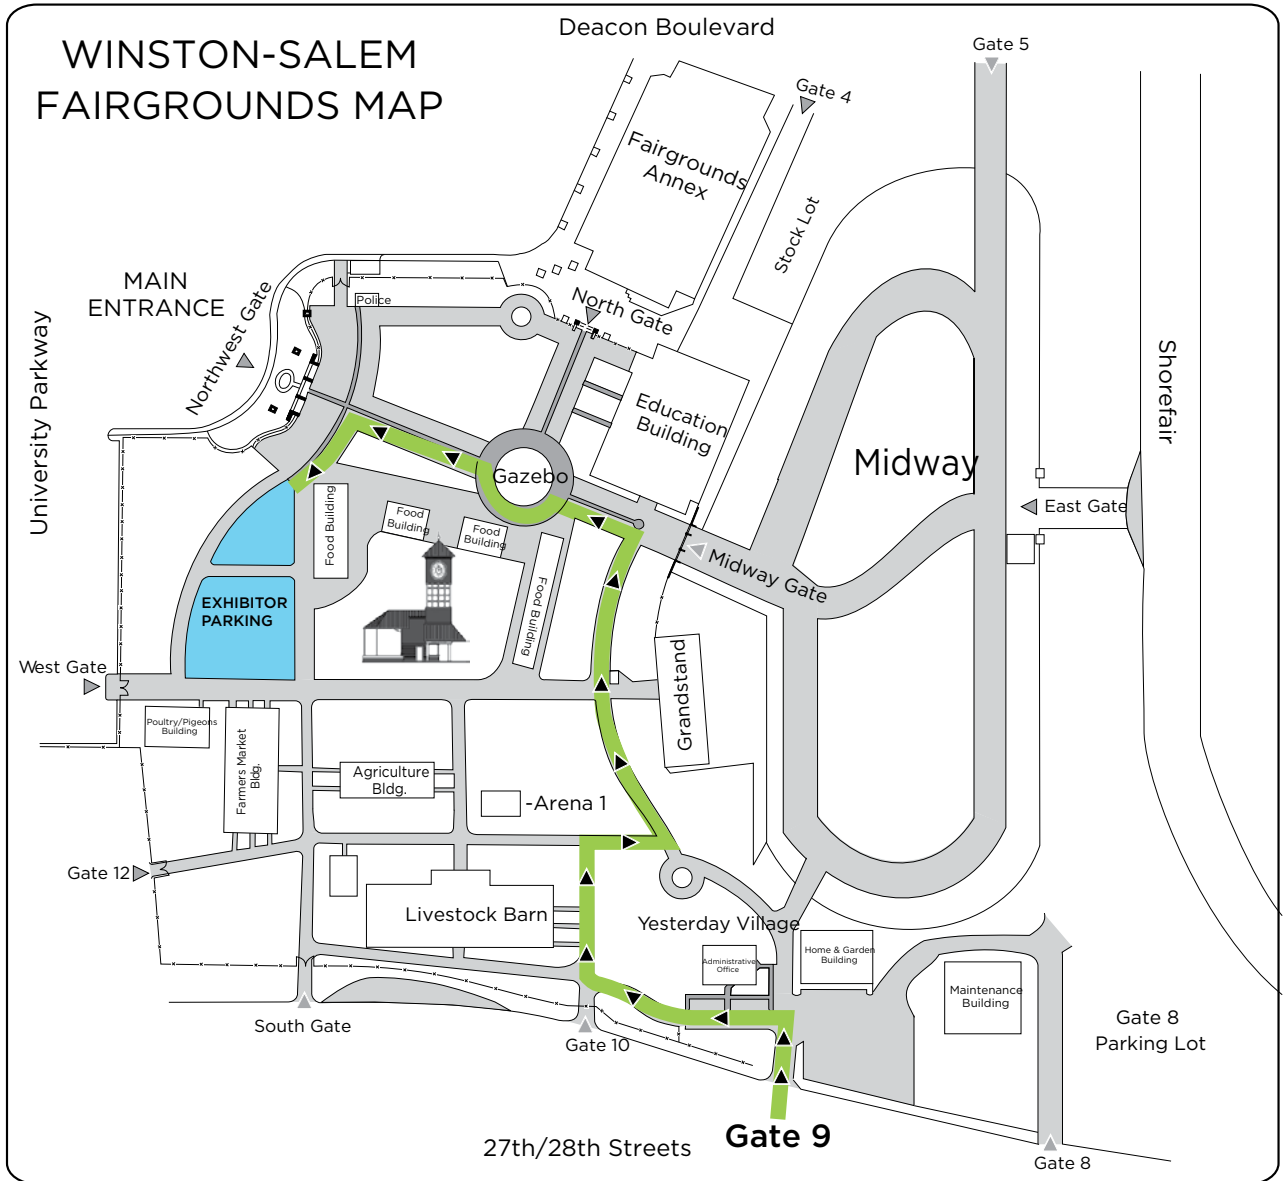 Deacon Boulevard
WINSTON-SALEM
FAIRGROUNDS MAP
Gate 5
Gate 4
Fairgrounds
Annex
Stock Lot
MAIN
ENTRANCE
Northwest Gate
Police
North Gate
University Parkway
Shorefair
Education
Building
Midway
Gazebo
East Gate
Food Building
Food
Building
Food
Building
Food Building
Midway Gate
EXHIBITOR
PARKING
West Gate
Grandstand
Poultry/Pigeons
Building
Farmers Market
Bldg.
Agriculture
Bldg.
-Arena 1
Gate 12
Livestock Barn
Yesterday Village
Administrative
Office
Home & Garden
Building
Maintenance
Building
South Gate
Gate 10
Gate 8
Parking Lot
27th/28th Streets
Gate 9
Gate 8